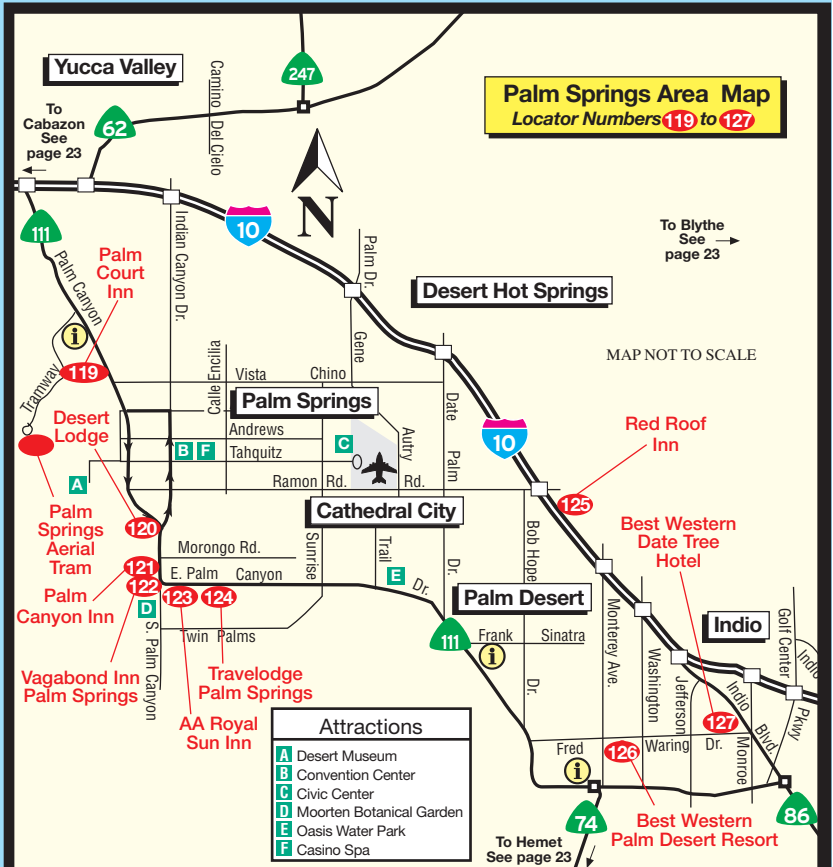 Yucca Valley
247
Camino Del Cielo
Palm Springs Area Map
Locator Numbers 119 to 127
To
Cabazon
See
page 23
62
N
10
111
Indian Canyon Dr.
Palm Dr.
To Blythe
See
page 23
Palm
Court
Inn
Palm Canyon
i
Desert Hot Springs
Gene
MAP NOT TO SCALE
119
Tramway
Vista Chino
Calle Encilia
Palm Springs
Date
Desert
Lodge
Andrews
Autry
10
Red Roof
Inn
B F
Tahquitz
C
Palm
A
Ramon Rd.
Rd.
125
Palm
Springs
Aerial
Tram
120
Cathedral City
Best Western
Date Tree
Hotel
Morongo Rd.
Sunrise
Trail
Bob Hope
121
122
E. Palm Canyon
E
Dr.
Dr.
Palm Desert
Palm
Canyon Inn
D
123
124
Monterey Ave.
Indio
Golf Center
Indio
S. Palm Canyon
Twin Palms
111
Frank Sinatra
i
Washington
Vagabond Inn
Palm Springs
Travelodge
Palm Springs
Dr.
Jefferson
Indio
Blvd.
Pkwy
AA Royal
Sun Inn
127
Attractions
A Desert Museum
B Convention Center
C Civic Center
D Moorten Botanical Garden
E Oasis Water Park
F Casino Spa
Fred
Waring
Dr.
Monroe
i
126
74
Best Western
Palm Desert Resort
86
To Hemet
See page 23